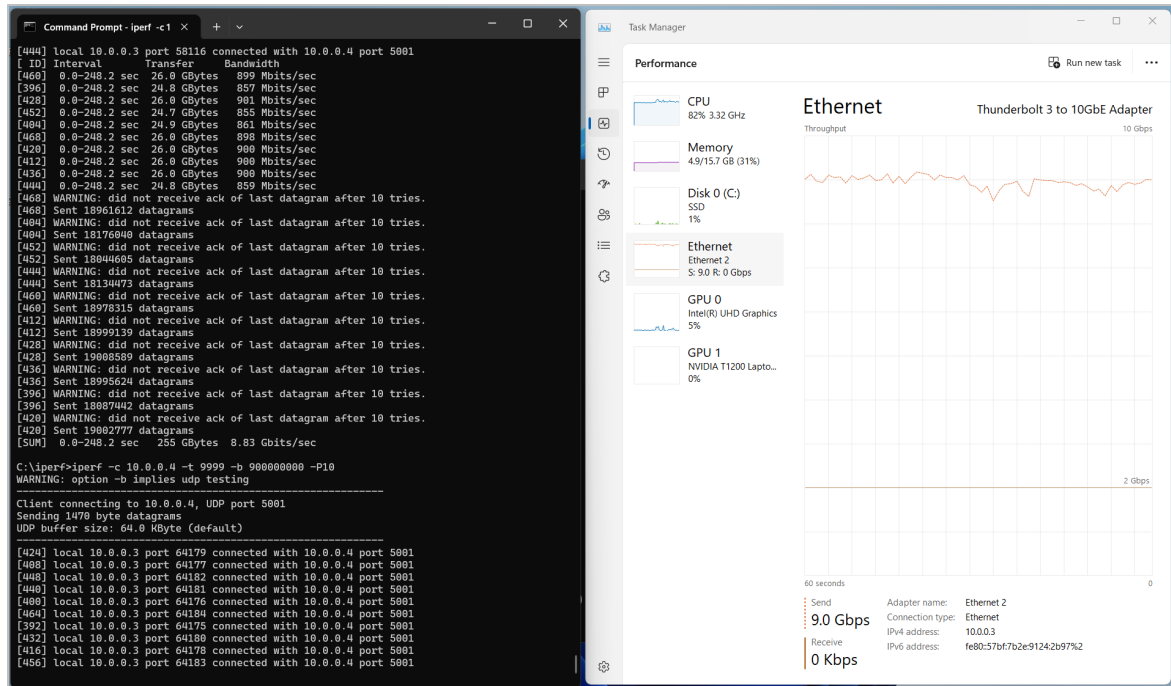 Command Prompt - iperf -c 1
[444] local 10.0.0.3 port 58116 connected with 10.0.0.4 port 5001
[ ID] Interval Transfer Bandwidth
[460] 0.0-248.2 sec 26.0 GBytes 899 Mbits/sec
[396] 0.0-248.2 sec 24.8 GBytes 857 Mbits/sec
[428] 0.0-248.2 sec 26.0 GBytes 901 Mbits/sec
[452] 0.0-248.2 sec 24.7 GBytes 855 Mbits/sec
[404] 0.0-248.2 sec 24.9 GBytes 861 Mbits/sec
[468] 0.0-248.2 sec 26.0 GBytes 898 Mbits/sec
[420] 0.0-248.2 sec 26.0 GBytes 900 Mbits/sec
[412] 0.0-248.2 sec 26.0 GBytes 900 Mbits/sec
[436] 0.0-248.2 sec 26.0 GBytes 900 Mbits/sec
[444] 0.0-248.2 sec 24.8 GBytes 859 Mbits/sec
[468] WARNING: did not receive ack of last datagram after 10 tries.
[468] Sent 18961612 datagrams
[404] WARNING: did not receive ack of last datagram after 10 tries.
[404] Sent 18176040 datagrams
[452] WARNING: did not receive ack of last datagram after 10 tries.
[452] Sent 18044605 datagrams
[444] WARNING: did not receive ack of last datagram after 10 tries.
[444] Sent 18134473 datagrams
[460] WARNING: did not receive ack of last datagram after 10 tries.
[460] Sent 18978315 datagrams
[412] WARNING: did not receive ack of last datagram after 10 tries.
[412] Sent 18999139 datagrams
[428] WARNING: did not receive ack of last datagram after 10 tries.
[428] Sent 19008589 datagrams
[436] WARNING: did not receive ack of last datagram after 10 tries.
[436] Sent 18995624 datagrams
[396] WARNING: did not receive ack of last datagram after 10 tries.
[396] Sent 18087442 datagrams
[420] WARNING: did not receive ack of last datagram after 10 tries.
[420] Sent 19002777 datagrams
[SUM] 0.0-248.2 sec 255 GBytes 8.83 Gbits/sec
C:\iperf>iperf -c 10.0.0.4 -t 9999 -b 900000000 -P10
WARNING: option -b implies udp testing
------------------------------------------------------------
Client connecting to 10.0.0.4, UDP port 5001
Sending 1470 byte datagrams
UDP buffer size: 64.0 KByte (default)
------------------------------------------------------------
[424] local 10.0.0.3 port 64179 connected with 10.0.0.4 port 5001
[408] local 10.0.0.3 port 64177 connected with 10.0.0.4 port 5001
[448] local 10.0.0.3 port 64182 connected with 10.0.0.4 port 5001
[440] local 10.0.0.3 port 64181 connected with 10.0.0.4 port 5001
[400] local 10.0.0.3 port 64176 connected with 10.0.0.4 port 5001
[464] local 10.0.0.3 port 64184 connected with 10.0.0.4 port 5001
[392] local 10.0.0.3 port 64175 connected with 10.0.0.4 port 5001
[432] local 10.0.0.3 port 64180 connected with 10.0.0.4 port 5001
[416] local 10.0.0.3 port 64178 connected with 10.0.0.4 port 5001
[456] local 10.0.0.3 port 64183 connected with 10.0.0.4 port 5001
Task Manager
Performance
Run new task
CPU
82% 3.32 GHz
Memory
4.9/15.7 GB (31%)
Disk 0 (C:)
SSD
1%
Ethernet
Ethernet 2
S: 9.0 R: 0 Gbps
GPU 0
Intel(R) UHD Graphics
5%
GPU 1
NVIDIA T1200 Lapto...
0%
Ethernet
Thunderbolt 3 to 10GbE Adapter
Throughput
10 Gbps
2 Gbps
60 seconds
0
Send
9.0 Gbps
Receive
0 Kbps
Adapter name: Ethernet 2
Connection type: Ethernet
IPv4 address: 10.0.0.3
IPv6 address: fe80::57bf:7b2e:9124:2b97%2